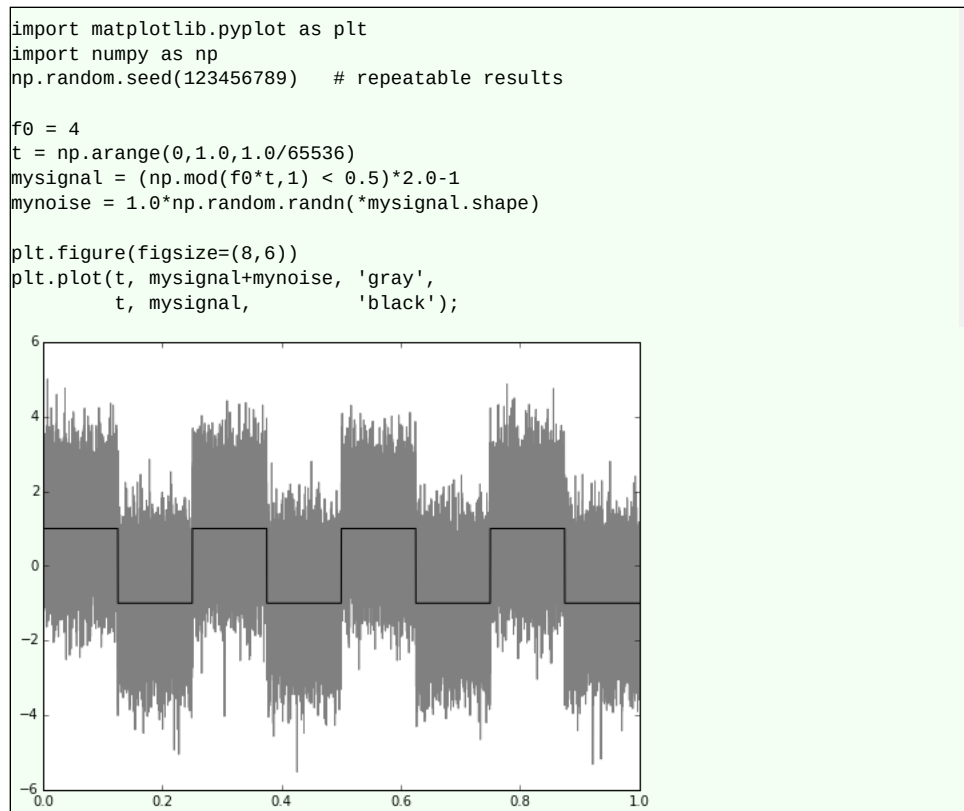 import matplotlib.pyplot as plt
import numpy as np
np.random.seed(123456789)   # repeatable results
f0 = 4
t = np.arange(0,1.0,1.0/65536)
mysignal = (np.mod(f0*t,1) < 0.5)*2.0-1
mynoise = 1.0*np.random.randn(*mysignal.shape)
plt.figure(figsize=(8,6))
plt.plot(t, mysignal+mynoise, 'gray',
         t, mysignal,         'black');
6
4
2
0
−2
−4
−6
0.0 0.2 0.4 0.6 0.8 1.0